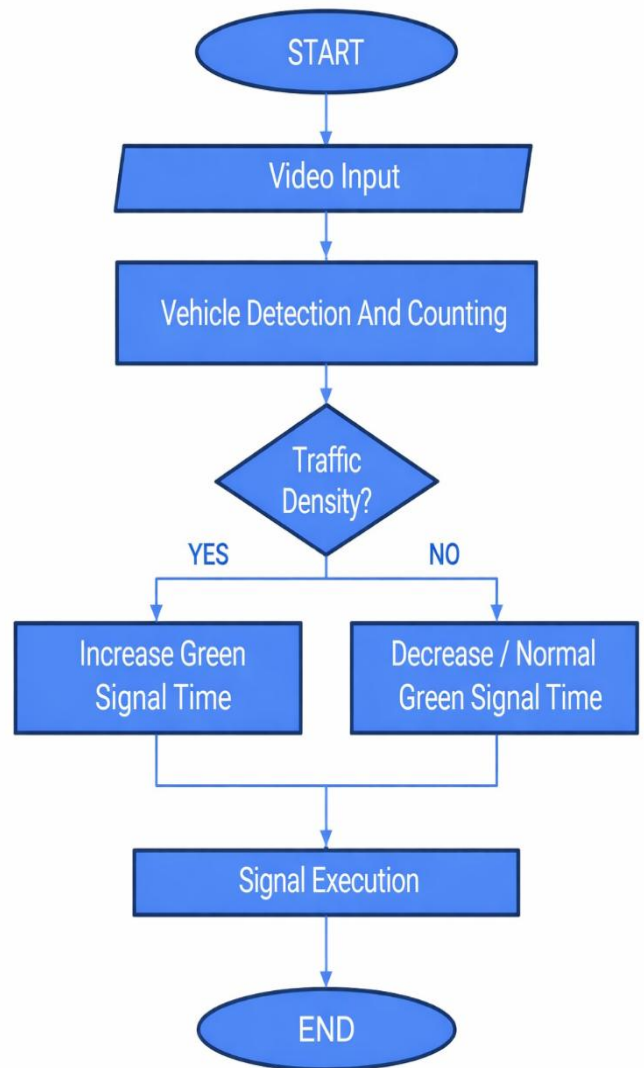 START
Video Input
Vehicle Detection And Counting
Traffic
Density?
YES
NO
Increase Green
Signal Time
Decrease / Normal
Green Signal Time
Signal Execution
END